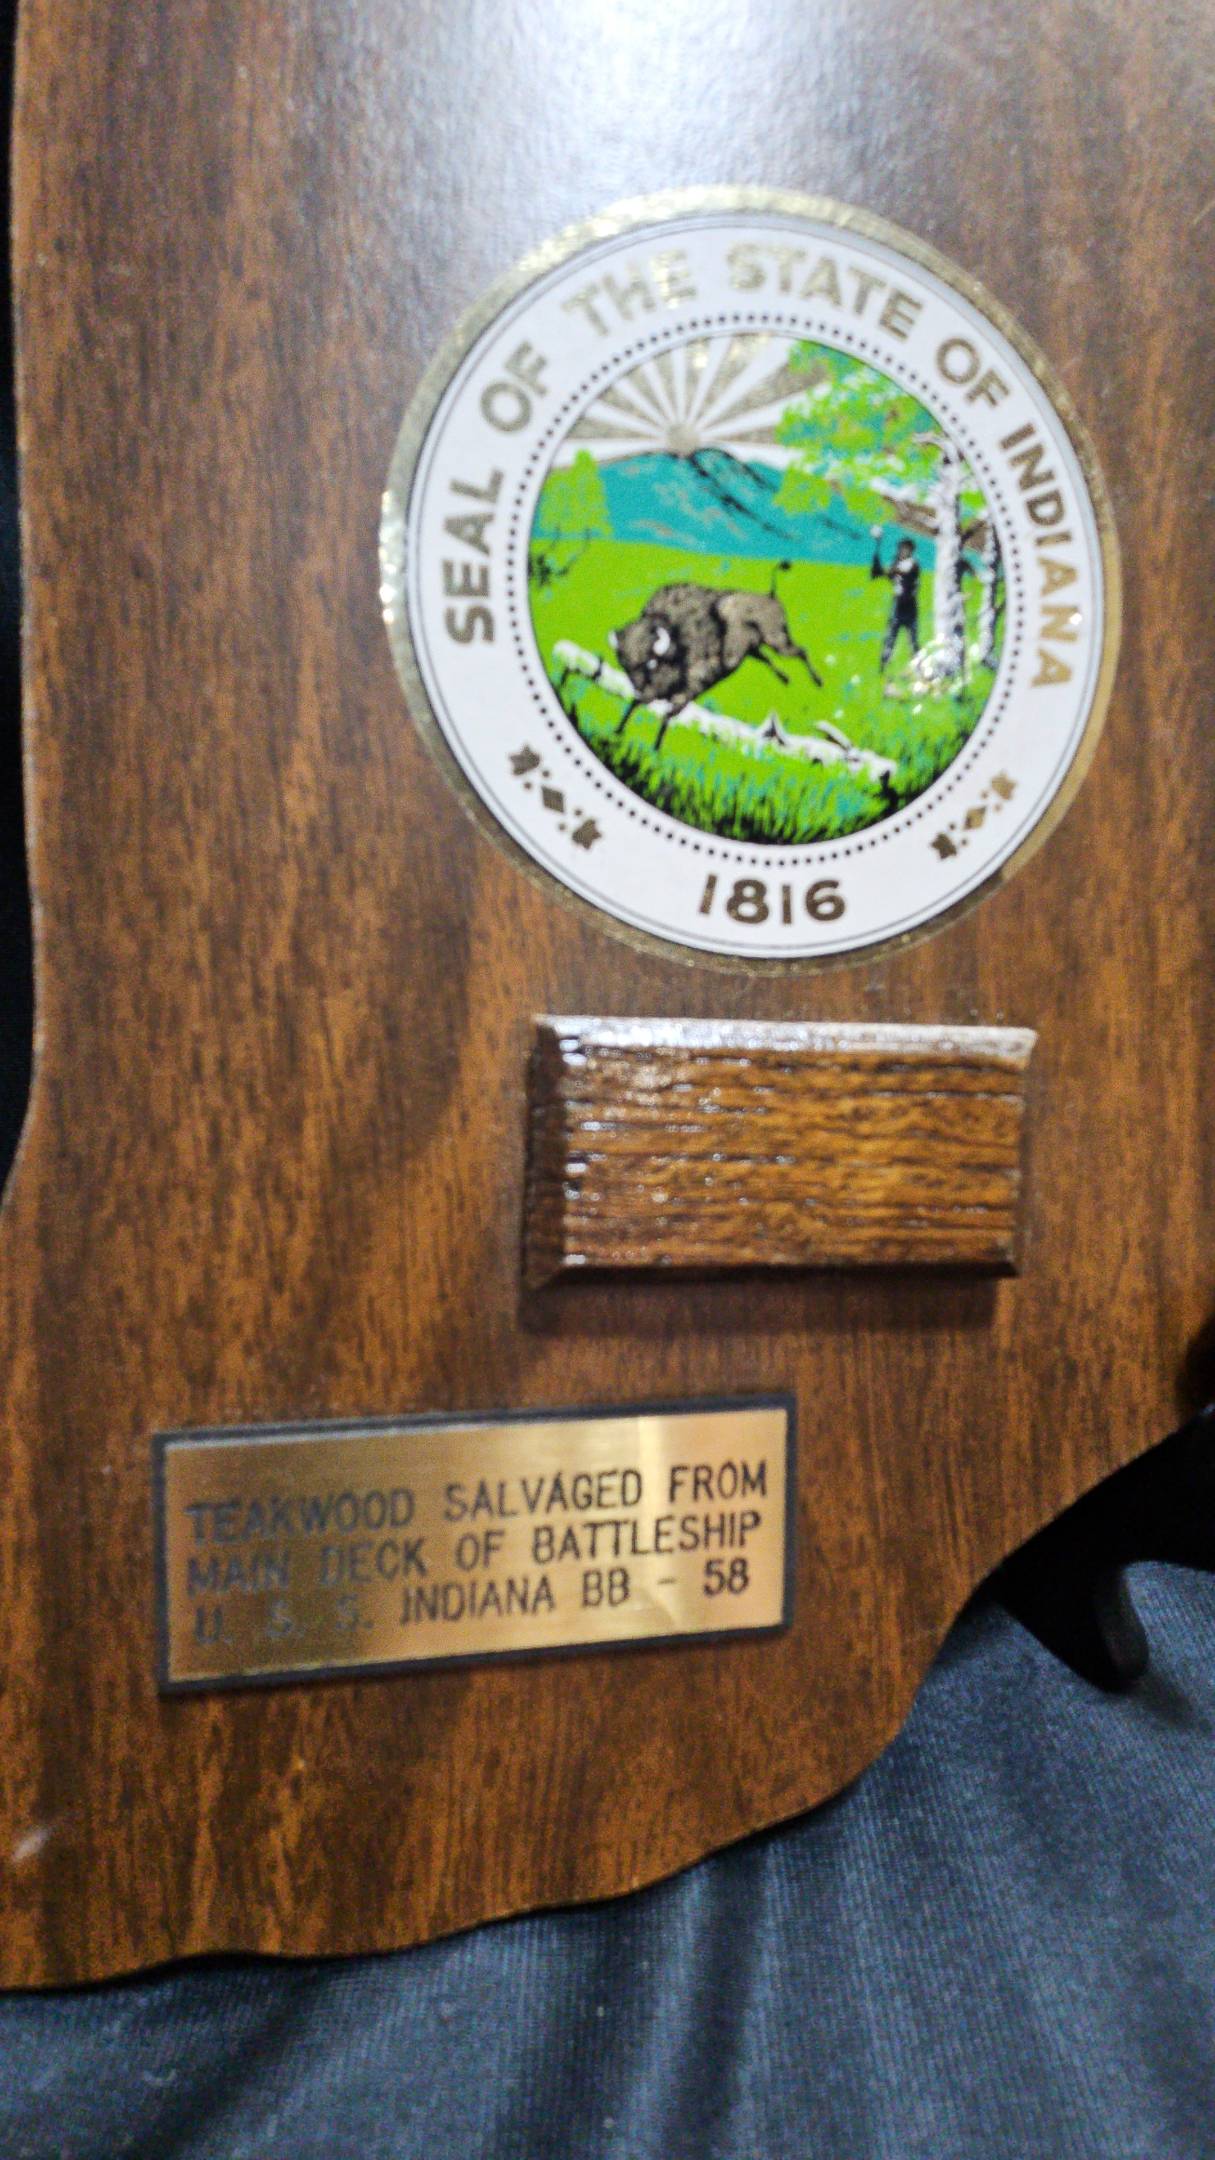 SEAL OF THE STATE OF INDIANA
1816
TEAKWOOD SALVAGED FROM
MAIN DECK OF BATTLESHIP
U. S. S. INDIANA BB - 58